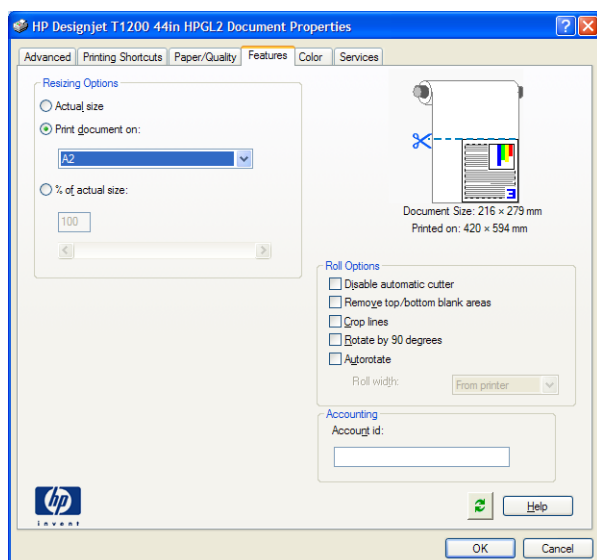 HP Designjet T1200 44in HPGL2 Document Properties
Advanced Printing Shortcuts Paper/Quality Features Color Services
Resizing Options
Actual size
Print document on:
A2
% of actual size:
100
3
Document Size: 216 × 279 mm
Printed on: 420 × 594 mm
Roll Options
Disable automatic cutter
Remove top/bottom blank areas
Crop lines
Rotate by 90 degrees
Autorotate
Roll width: From printer
Accounting
Account id:
hp
invent
Help
OK Cancel